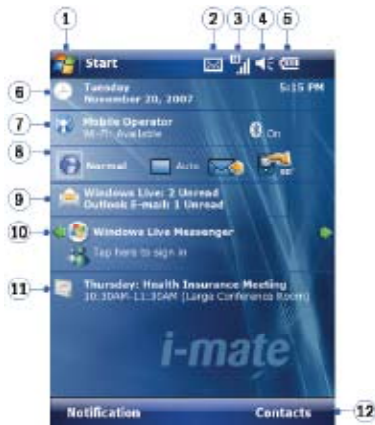 1 2 3 4 5
Start
6 Tuesday 5:15 PM
November 20, 2007
7 Mobile Operator
Wi-Fi Available On
8
Normal Auto
9 Windows Live: 2 Unread
Outlook E-mail: 1 Unread
10 Windows Live Messenger
Tap here to sign in
11 Thursday: Health Insurance Meeting
10:30AM-11:30AM (Large Conference Room)
i-mate
Notification Contacts 12